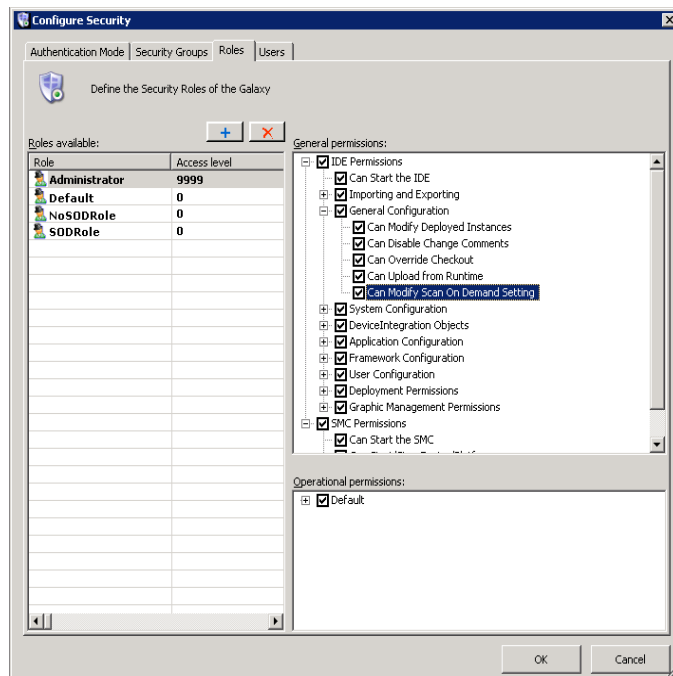 Configure Security
Authentication Mode
Security Groups
Roles
Users
Define the Security Roles of the Galaxy
Roles available:
Role Access level
Administrator 9999
Default 0
NoSODRole 0
SODRole 0
General permissions:
IDE Permissions
Can Start the IDE
Importing and Exporting
General Configuration
Can Modify Deployed Instances
Can Disable Change Comments
Can Override Checkout
Can Upload from Runtime
Can Modify Scan On Demand Setting
System Configuration
DeviceIntegration Objects
Application Configuration
Framework Configuration
User Configuration
Deployment Permissions
Graphic Management Permissions
SMC Permissions
Can Start the SMC
Operational permissions:
Default
OK
Cancel